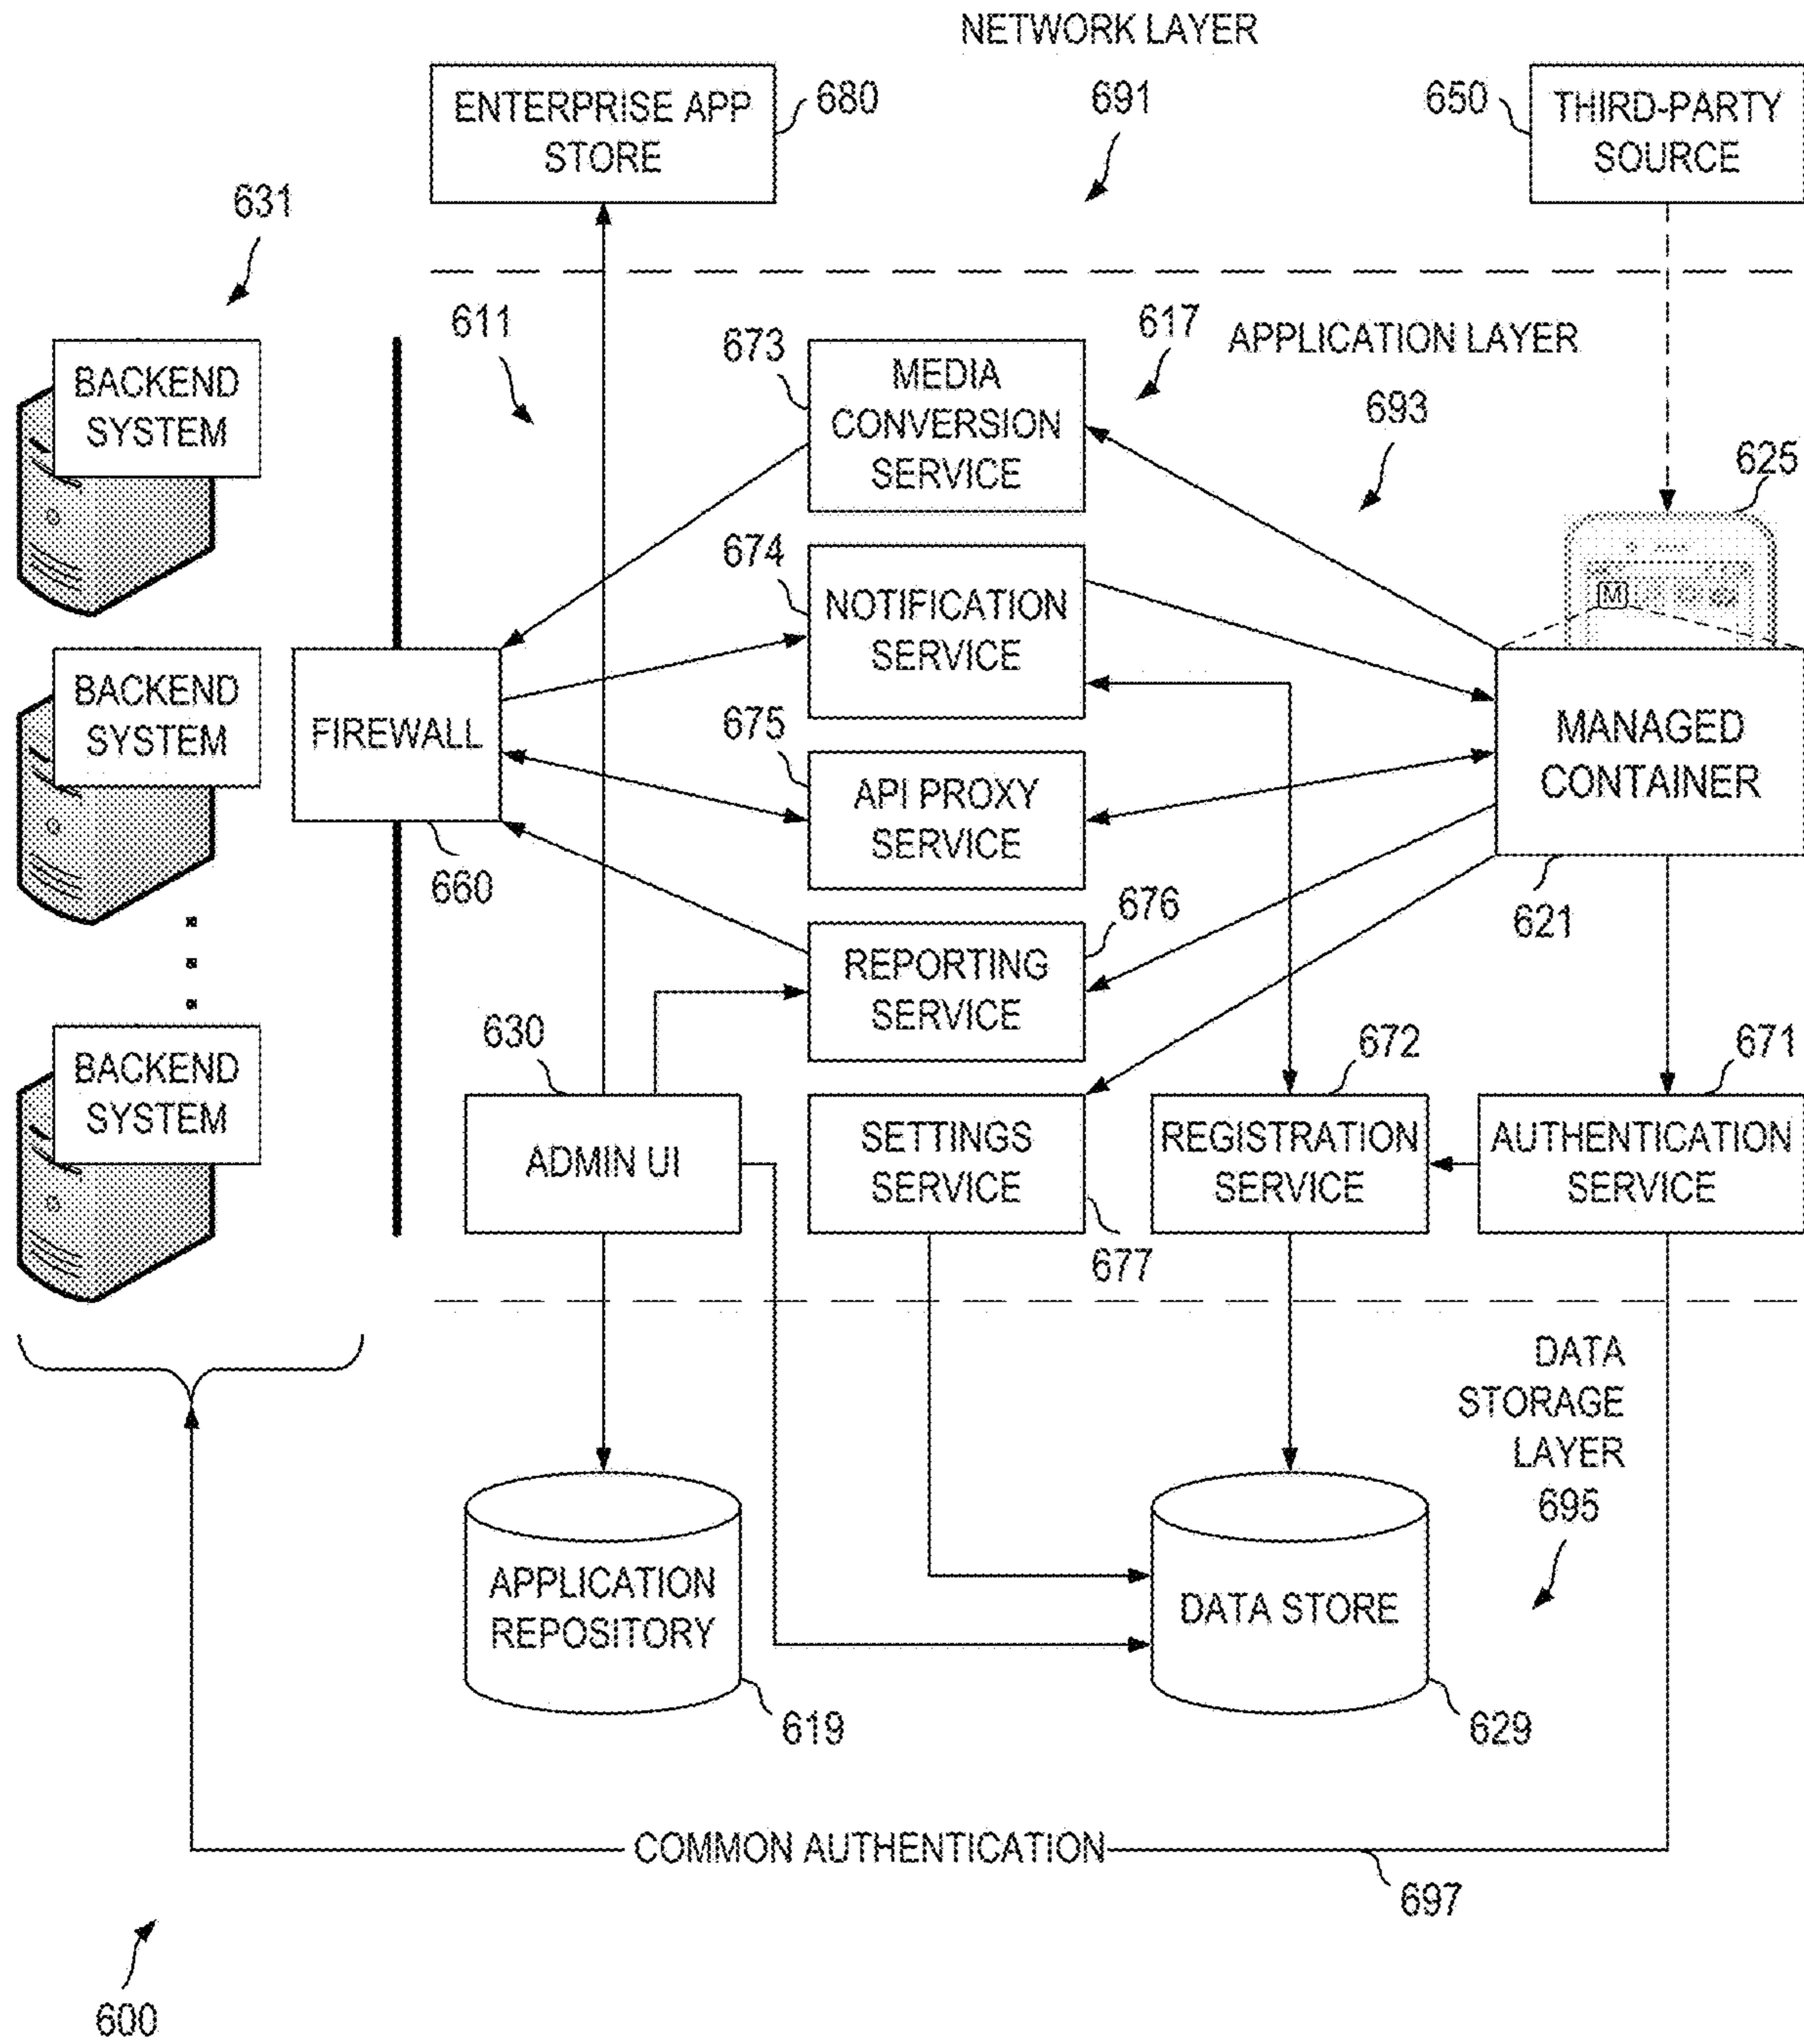 NETWORK LAYER
691
ENTERPRISE APP
STORE
680
650
THIRD-PARTY
SOURCE
631
611
617
APPLICATION LAYER
693
BACKEND
SYSTEM
673
MEDIA
CONVERSION
SERVICE
625
M
674
NOTIFICATION
SERVICE
BACKEND
SYSTEM
FIREWALL
660
675
API PROXY
SERVICE
MANAGED
CONTAINER
621
676
REPORTING
SERVICE
BACKEND
SYSTEM
630
ADMIN UI
SETTINGS
SERVICE
677
672
REGISTRATION
SERVICE
671
AUTHENTICATION
SERVICE
DATA
STORAGE
LAYER
695
APPLICATION
REPOSITORY
619
DATA STORE
629
COMMON AUTHENTICATION
697
600